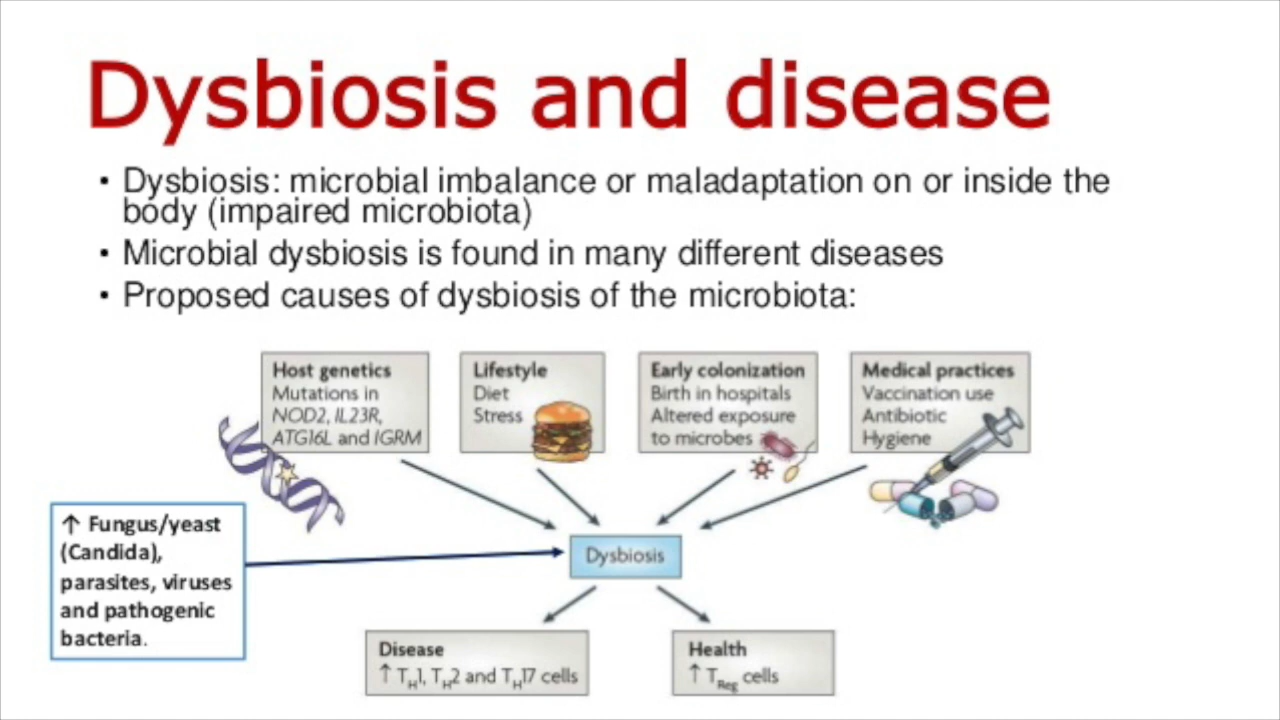 Dysbiosis and disease
• Dysbiosis: microbial imbalance or maladaptation on or inside the
body (impaired microbiota)
• Microbial dysbiosis is found in many different diseases
• Proposed causes of dysbiosis of the microbiota:
Host genetics
Mutations in
NOD2, IL23R,
ATG16L and IGRM
Lifestyle
Diet
Stress
Early colonization
Birth in hospitals
Altered exposure
to microbes
Medical practices
Vaccination use
Antibiotic
Hygiene
↑ Fungus/yeast
(Candida),
parasites, viruses
and pathogenic
bacteria.
Dysbiosis
Disease
↑ TH1, TH2 and TH17 cells
Health
↑ TReg cells